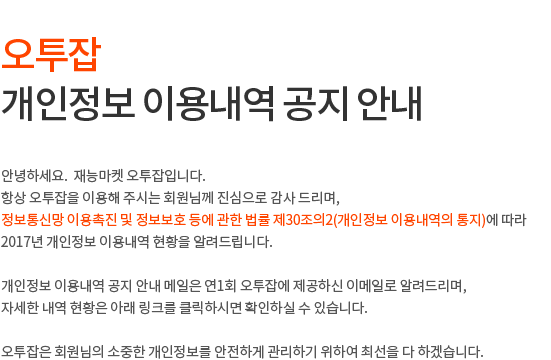 오투잡
개인정보 이용내역 공지 안내
안녕하세요. 재능마켓 오투잡입니다.
항상 오투잡을 이용해 주시는 회원님께 진심으로 감사 드리며,
정보통신망 이용촉진 및 정보보호 등에 관한 법률 제30조의2(개인정보 이용내역의 통지)에 따라
2017년 개인정보 이용내역 현황을 알려드립니다.
개인정보 이용내역 공지 안내 메일은 연1회 오투잡에 제공하신 이메일로 알려드리며,
자세한 내역 현황은 아래 링크를 클릭하시면 확인하실 수 있습니다.
오투잡은 회원님의 소중한 개인정보를 안전하게 관리하기 위하여 최선을 다 하겠습니다.